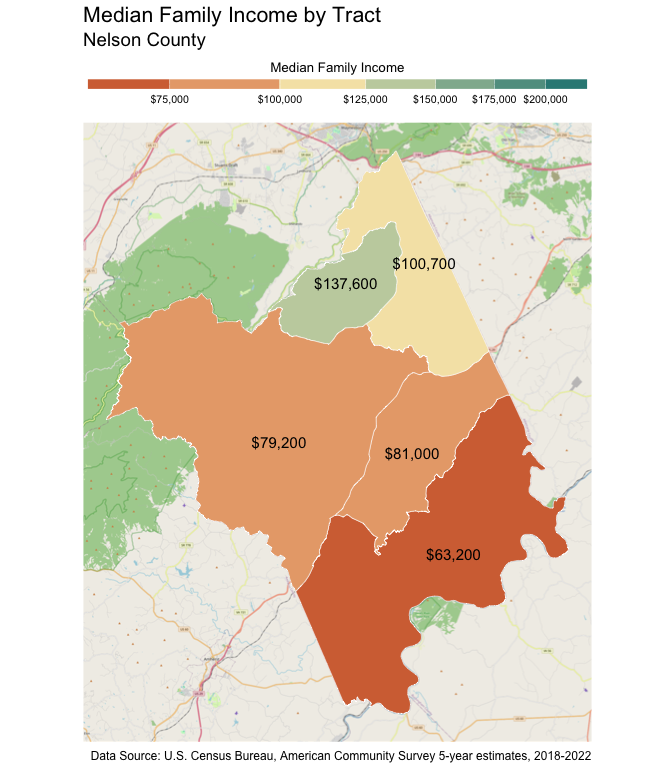 Median Family Income by Tract
Nelson County
Median Family Income
$75,000 $100,000 $125,000 $150,000 $175,000 $200,000
$100,700
$137,600
$79,200
$81,000
$63,200
Data Source: U.S. Census Bureau, American Community Survey 5-year estimates, 2018-2022